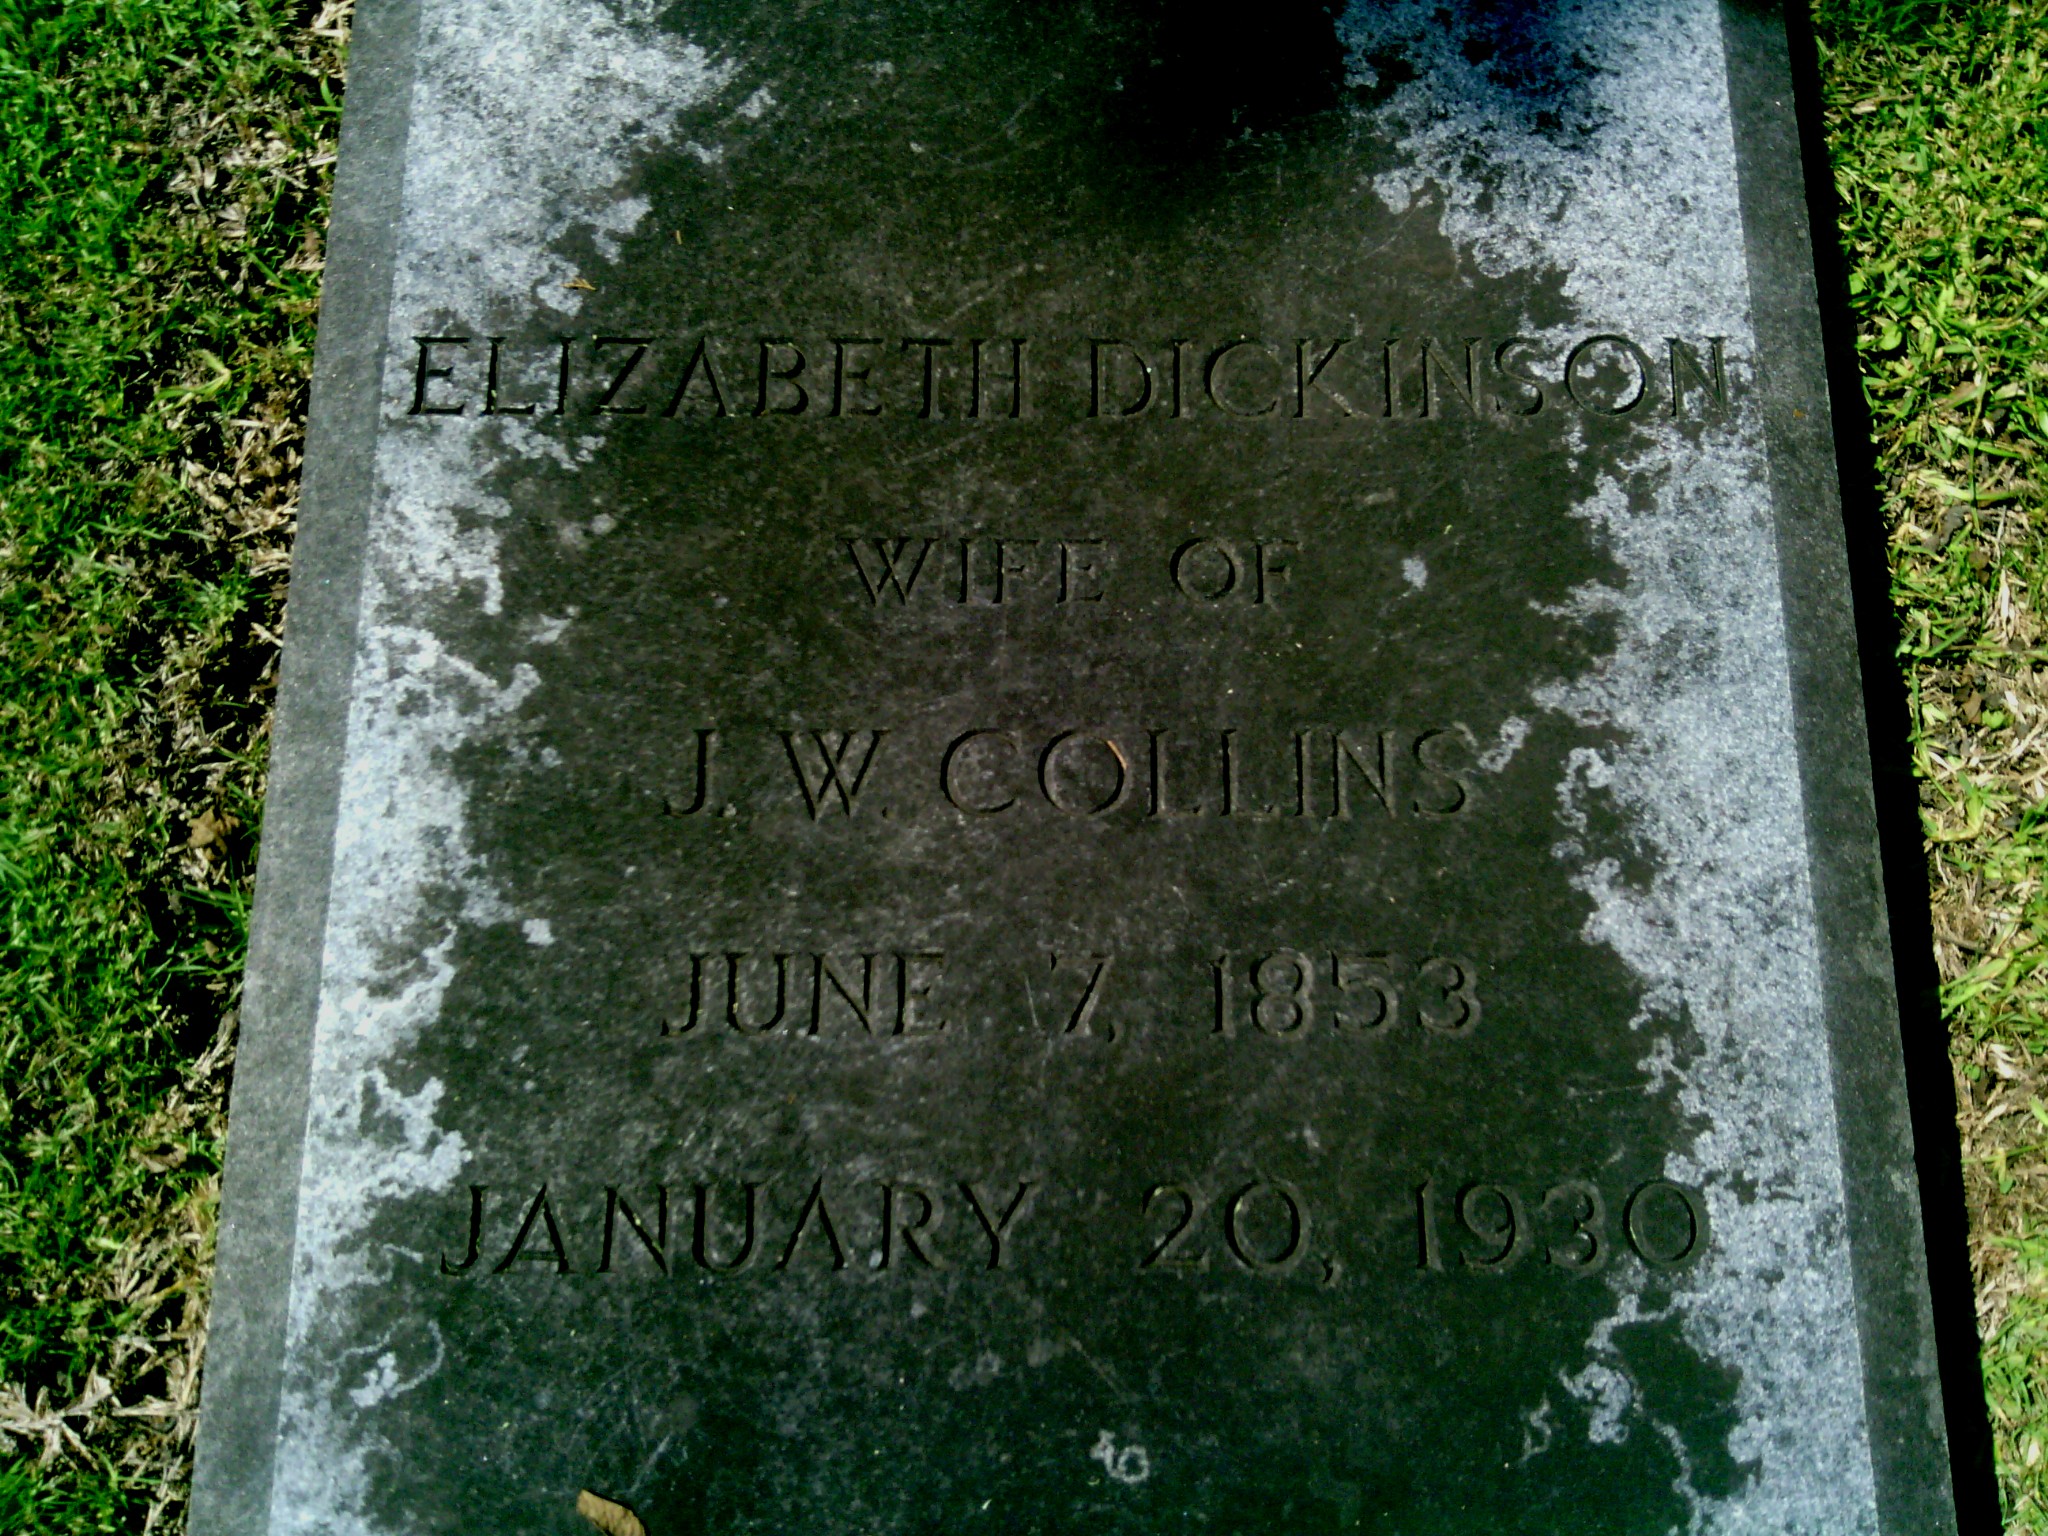 ELIZABETH DICKINSON
WIFE OF
J. W. COLLINS
JUNE 7, 1853
JANUARY 20, 1930